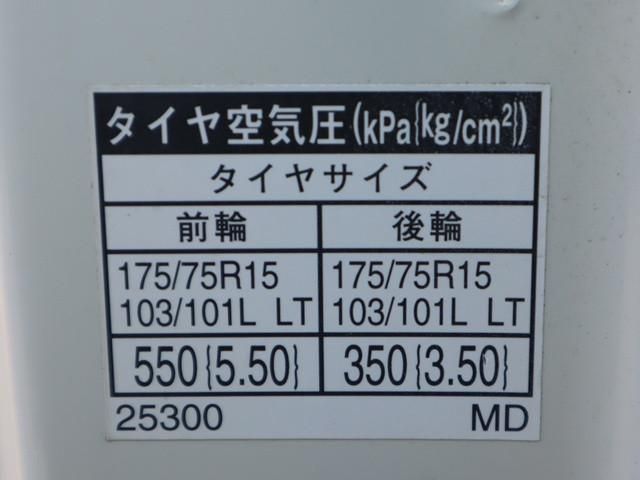 タイヤ空気圧(kPa{kg/cm²})
タイヤサイズ
前輪 後輪
175/75R15 175/75R15
103/101L LT 103/101L LT
550{5.50} 350{3.50}
25300 MD